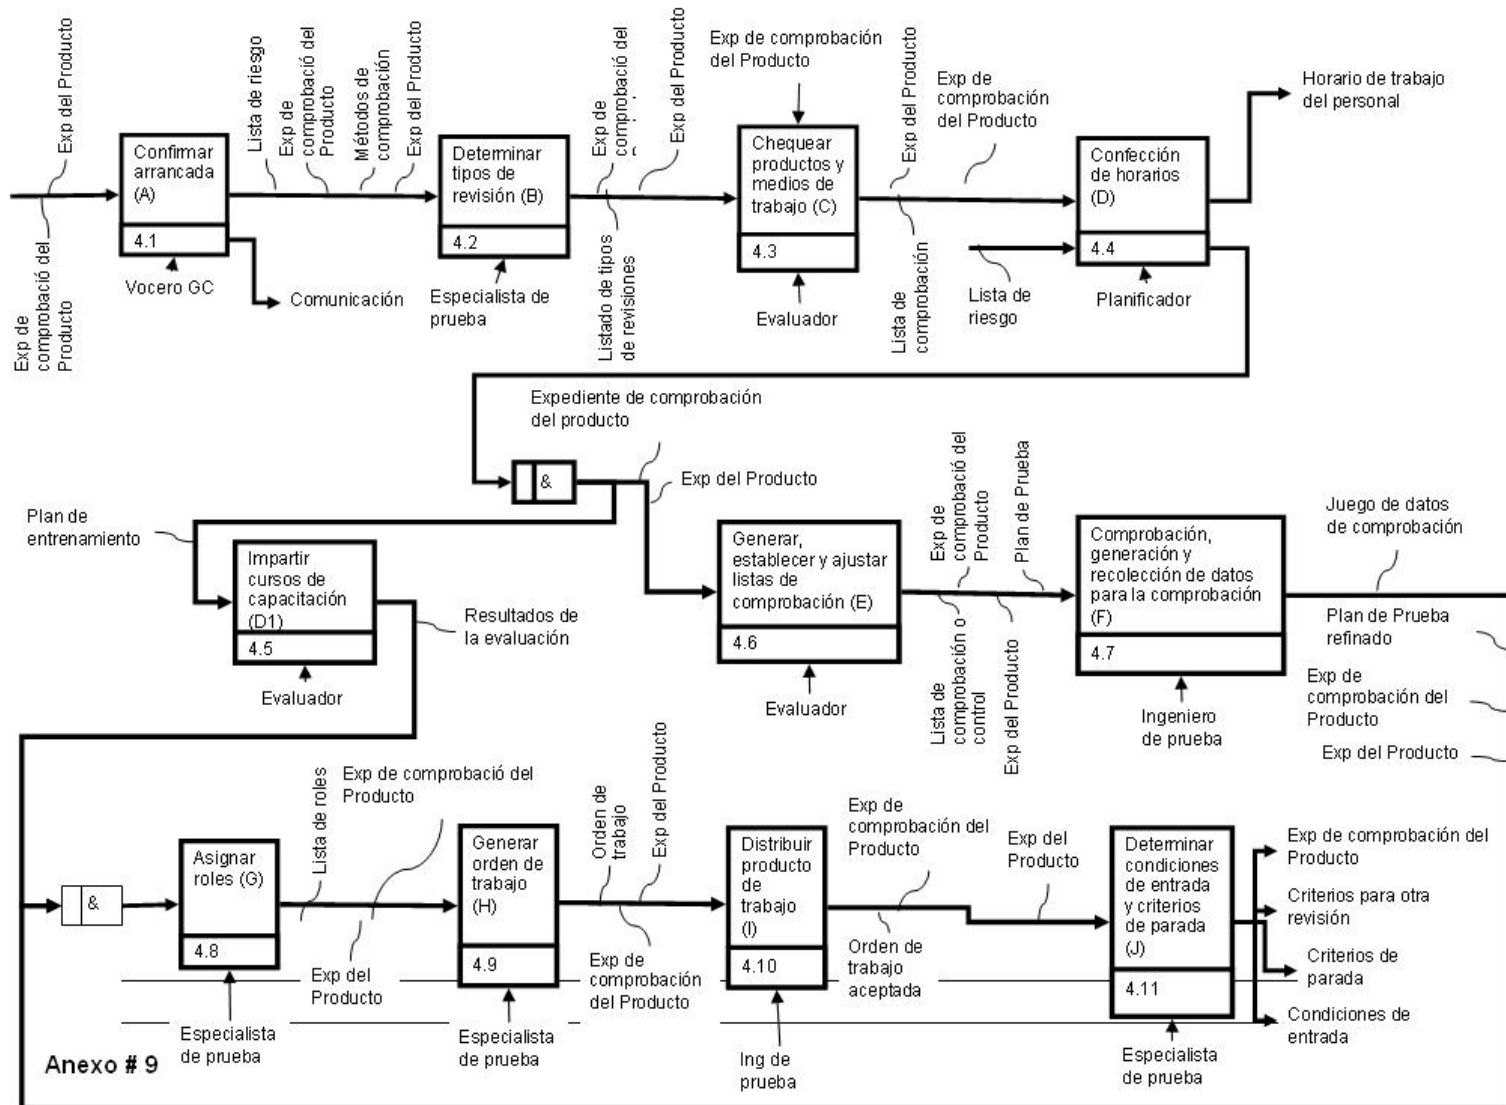 Exp del Producto
Exp de
comprobació del
Producto
Confirmar
arrancada
(A)
4.1
Vocero GC
Comunicación
Lista de riesgo
Exp de
comprobació del
Producto
Métodos de
comprobación
Exp del Producto
Determinar
tipos de
revisión (B)
4.2
Especialista de
prueba
Exp de
comprobació del
Exp del Producto
Listado de tipos
de revisiones
Exp de comprobación
del Producto
Chequear
productos y
medios de
trabajo (C)
4.3
Evaluador
Exp del Producto
Lista de
comprobación
Exp de
comprobación
del Producto
Lista de
riesgo
Confección
de horarios
(D)
4.4
Planificador
Horario de trabajo
del personal
Expediente de comprobación
del producto
&
Exp del Producto
Plan de
entrenamiento
Impartir
cursos de
capacitación
(D1)
4.5
Evaluador
Resultados de
la evaluación
Generar,
establecer y ajustar
listas de
comprobación (E)
4.6
Evaluador
Exp de
comprobació del
Producto
Plan de Prueba
Lista de
comprobación o
control
Exp del Producto
Comprobación,
generación y
recolección de datos
para la comprobación
(F)
4.7
Ingeniero
de prueba
Juego de datos
de comprobación
Plan de Prueba
refinado
Exp de
comprobación del
Producto
Exp del Producto
&
Asignar
roles (G)
4.8
Especialista
de prueba
Lista de roles
Exp de comprobació del
Producto
Exp del
Producto
Generar
orden de
trabajo
(H)
4.9
Especialista
de prueba
Orden de
trabajo
Exp del Producto
Exp de
comprobación
del Producto
Distribuir
producto
de
trabajo
(I)
4.10
Ing de
prueba
Exp de
comprobación del
Producto
Orden de
trabajo
aceptada
Exp del
Producto
Determinar
condiciones
de entrada
y criterios
de parada
(J)
4.11
Especialista
de prueba
Exp de comprobación del
Producto
Criterios para otra
revisión
Criterios de
parada
Condiciones de
entrada
Anexo # 9